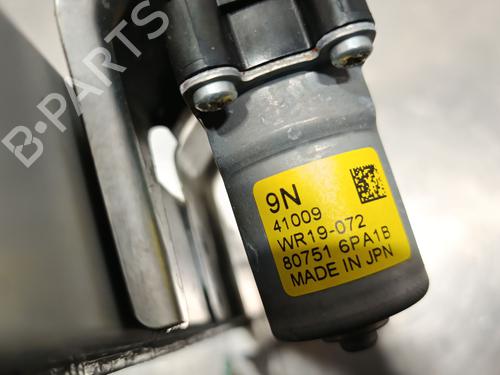 B-PARTS
9N
41009
WR19-072
80751 6PA1B
MADE IN JPN